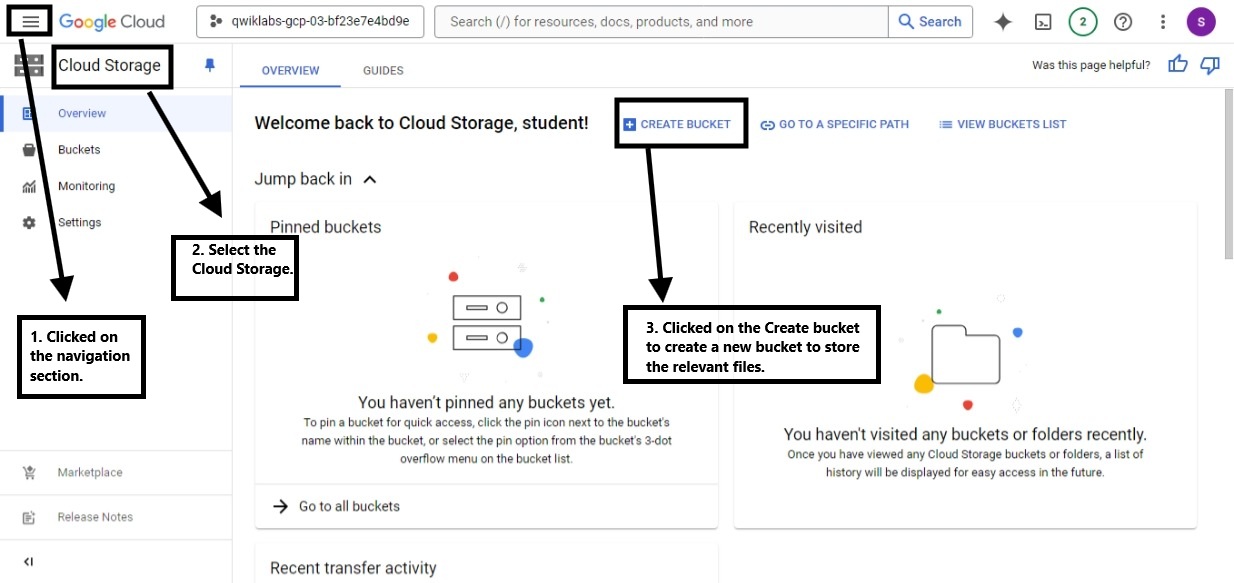 Google Cloud
qwiklabs-gcp-03-bf23e7e4bd9e
Search (/) for resources, docs, products, and more
Search
2
S
Cloud Storage
OVERVIEW
GUIDES
Was this page helpful?
Overview
Buckets
Monitoring
Settings
Welcome back to Cloud Storage, student!
CREATE BUCKET
GO TO A SPECIFIC PATH
VIEW BUCKETS LIST
Jump back in
Pinned buckets
Recently visited
2. Select the
Cloud Storage.
1. Clicked on
the navigation
section.
3. Clicked on the Create bucket
to create a new bucket to store
the relevant files.
You haven't pinned any buckets yet.
To pin a bucket for quick access, click the pin icon next to the bucket's
name within the bucket, or select the pin option from the bucket's 3-dot
overflow menu on the bucket list.
You haven't visited any buckets or folders recently.
Once you have viewed any Cloud Storage buckets or folders, a list of
history will be displayed for easy access in the future.
Marketplace
Release Notes
Go to all buckets
Recent transfer activity